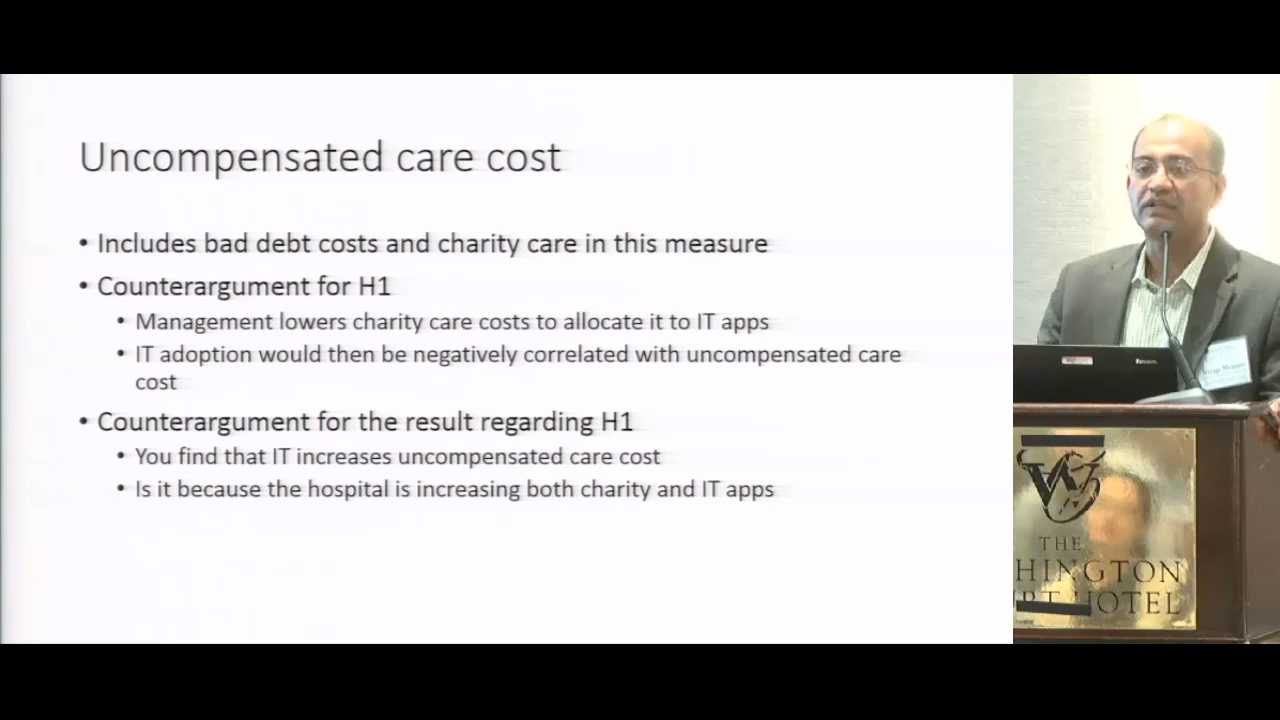 Uncompensated care cost
• Includes bad debt costs and charity care in this measure
• Counterargument for H1
• Management lowers charity care costs to allocate it to IT apps
• IT adoption would then be negatively correlated with uncompensated care
cost
• Counterargument for the result regarding H1
• You find that IT increases uncompensated care cost
• Is it because the hospital is increasing both charity and IT apps
THE
HINGTON
HOTEL